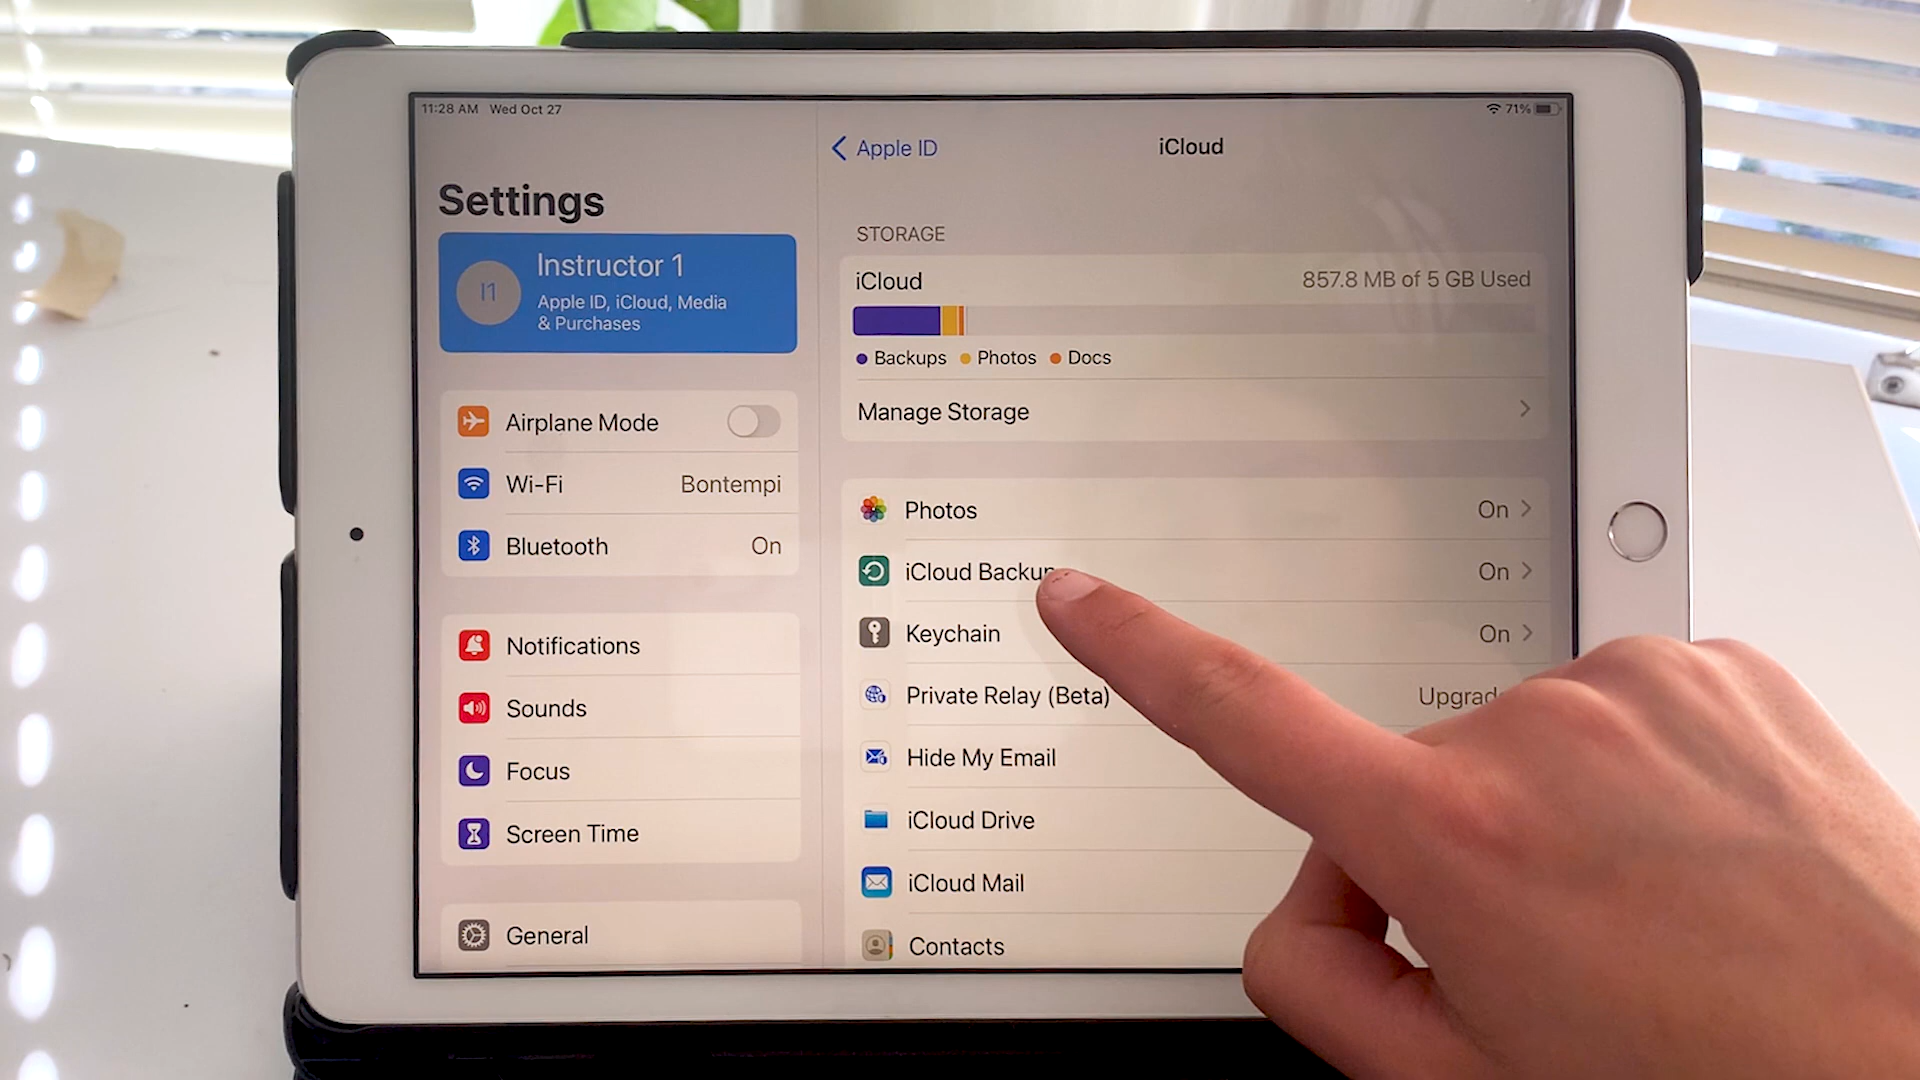 11:28 AM Wed Oct 27
71%
Settings
I1
Instructor 1
Apple ID, iCloud, Media
& Purchases
Airplane Mode
Wi-Fi Bontempi
Bluetooth On
Notifications
Sounds
Focus
Screen Time
General
Apple ID
iCloud
STORAGE
iCloud 857.8 MB of 5 GB Used
Backups Photos Docs
Manage Storage
Photos On
iCloud Backup On
Keychain On
Private Relay (Beta) Upgrade
Hide My Email
iCloud Drive
iCloud Mail
Contacts